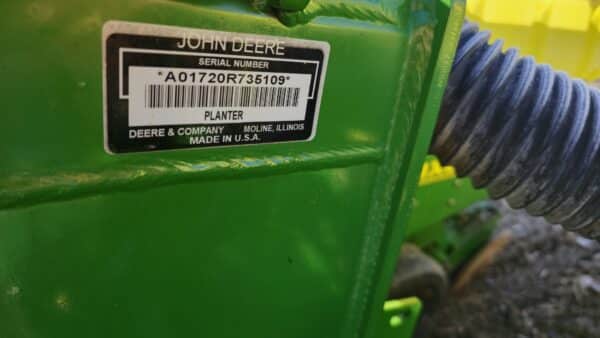 JOHN DEERE
SERIAL NUMBER
*A01720R735109*
PLANTER
DEERE & COMPANY MOLINE, ILLINOIS
MADE IN U.S.A.